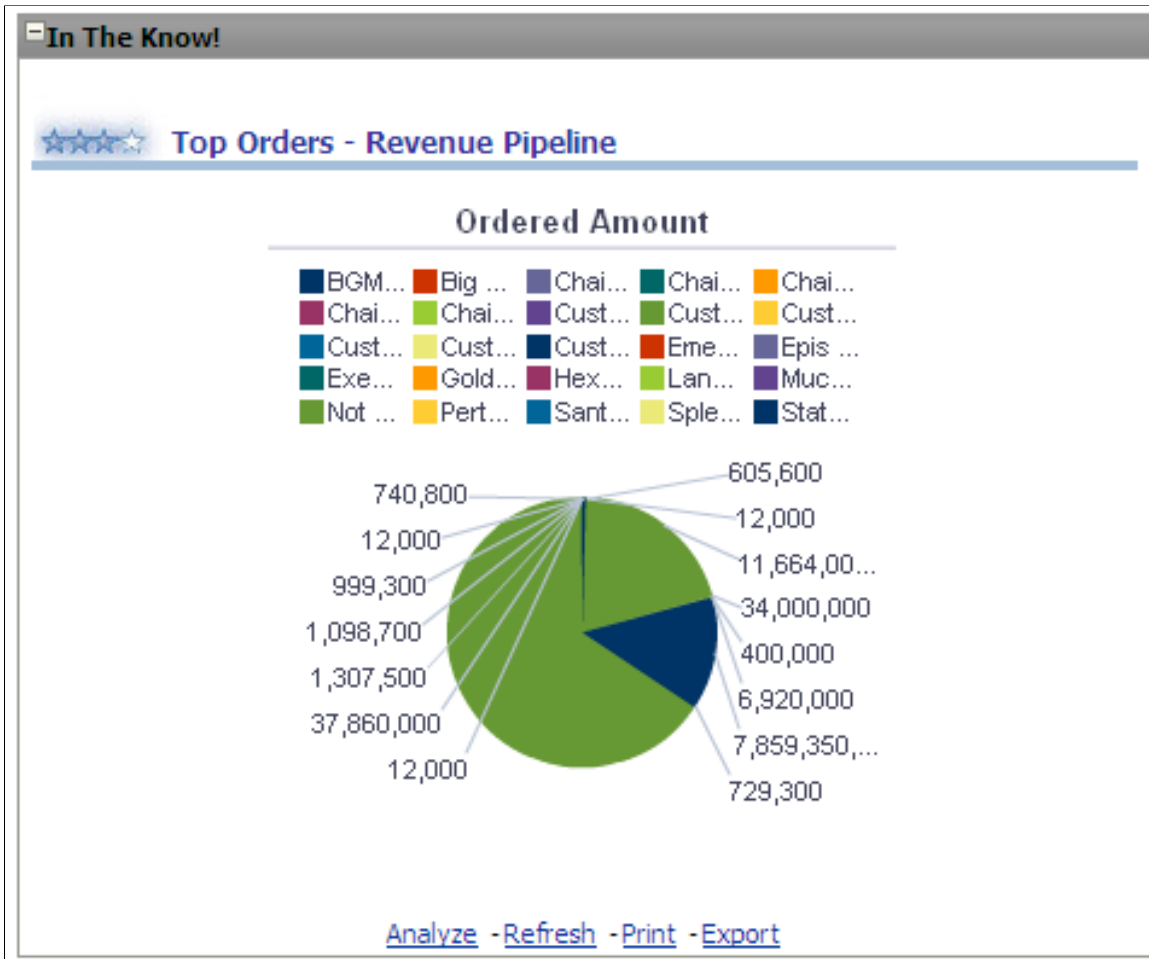 In The Know!
Top Orders - Revenue Pipeline
Ordered Amount
BGM... Big ... Chai... Chai... Chai...
Chai... Chai... Cust... Cust... Cust...
Cust... Cust... Cust... Eme... Epis ...
Exe... Gold... Hex... Lan... Muc...
Not ... Pert... Sant... Sple... Stat...
605,600
740,800
12,000
12,000
11,664,00...
999,300
34,000,000
1,098,700
400,000
1,307,500
6,920,000
37,860,000
7,859,350,...
12,000
729,300
Analyze -Refresh -Print -Export